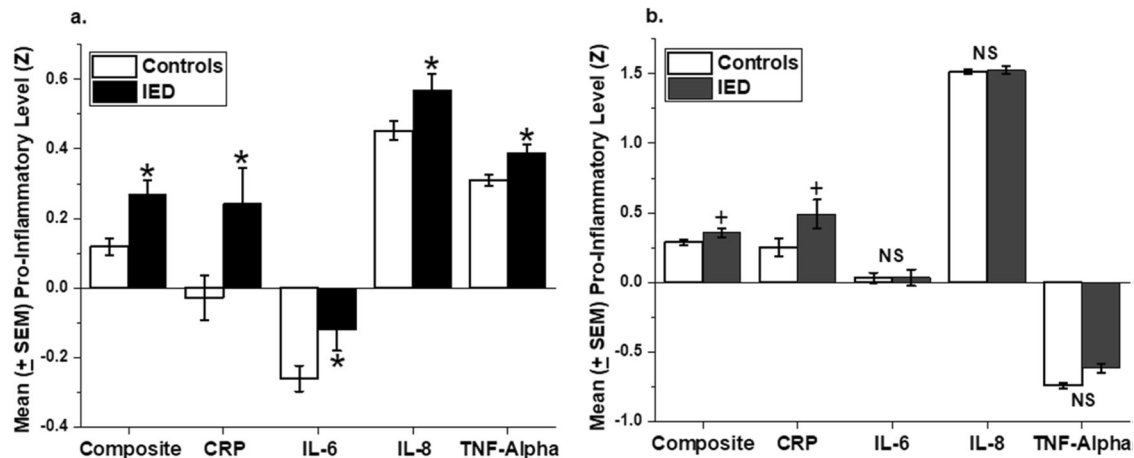 a.
Mean (± SEM) Pro-Inflammatory Level (Z)
0.6
0.4
0.2
0.0
-0.2
-0.4
Controls
IED
*
*
*
*
*
Composite
CRP
IL-6
IL-8
TNF-Alpha
b.
Mean (± SEM) Pro-Inflammatory Level (Z)
1.5
1.0
0.5
0.0
-0.5
-1.0
Controls
IED
+
+
NS
NS
NS
Composite
CRP
IL-6
IL-8
TNF-Alpha